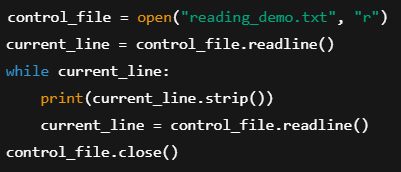 control_file = open("reading_demo.txt", "r")
current_line = control_file.readline()
while current_line:
    print(current_line.strip())
    current_line = control_file.readline()
control_file.close()